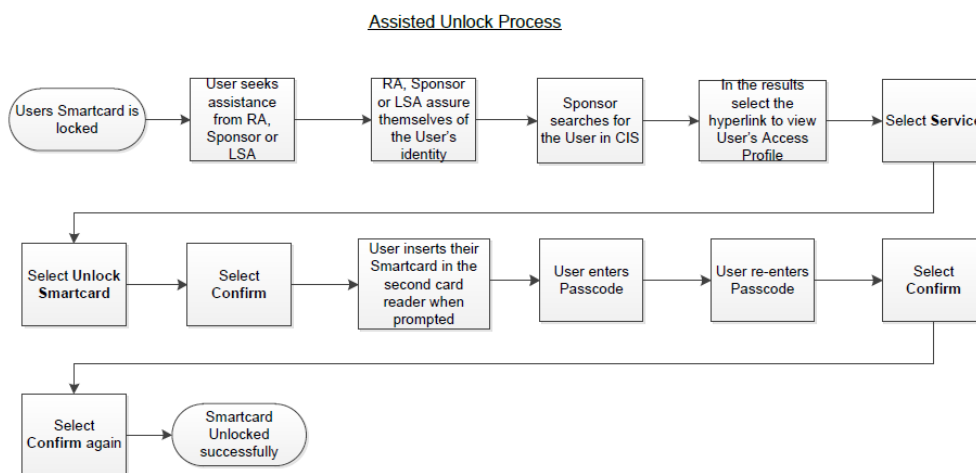 Assisted Unlock Process
Users Smartcard is
locked
User seeks
assistance
from RA,
Sponsor or
LSA
RA, Sponsor
or LSA assure
themselves of
the User's
identity
Sponsor
searches for
the User in CIS
In the results
select the
hyperlink to view
User's Access
Profile
Select Service
Select Unlock
Smartcard
Select
Confirm
User inserts their
Smartcard in the
second card
reader when
prompted
User enters
Passcode
User re-enters
Passcode
Select
Confirm
Select
Confirm again
Smartcard
Unlocked
successfully